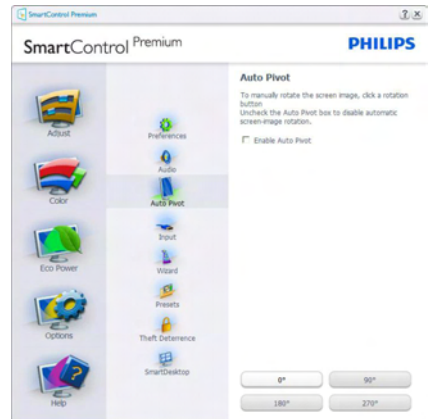 SmartControl Premium
? X
SmartControl Premium
PHILIPS
Adjust
Color
Eco Power
Options
Help
Preferences
Audio
Auto Pivot
Input
Wizard
Presets
Theft Deterrence
SmartDesktop
Auto Pivot
To manually rotate the screen image, click a rotation
button
Uncheck the Auto Pivot box to disable automatic
screen-image rotation.
Enable Auto Pivot
0°
90°
180°
270°